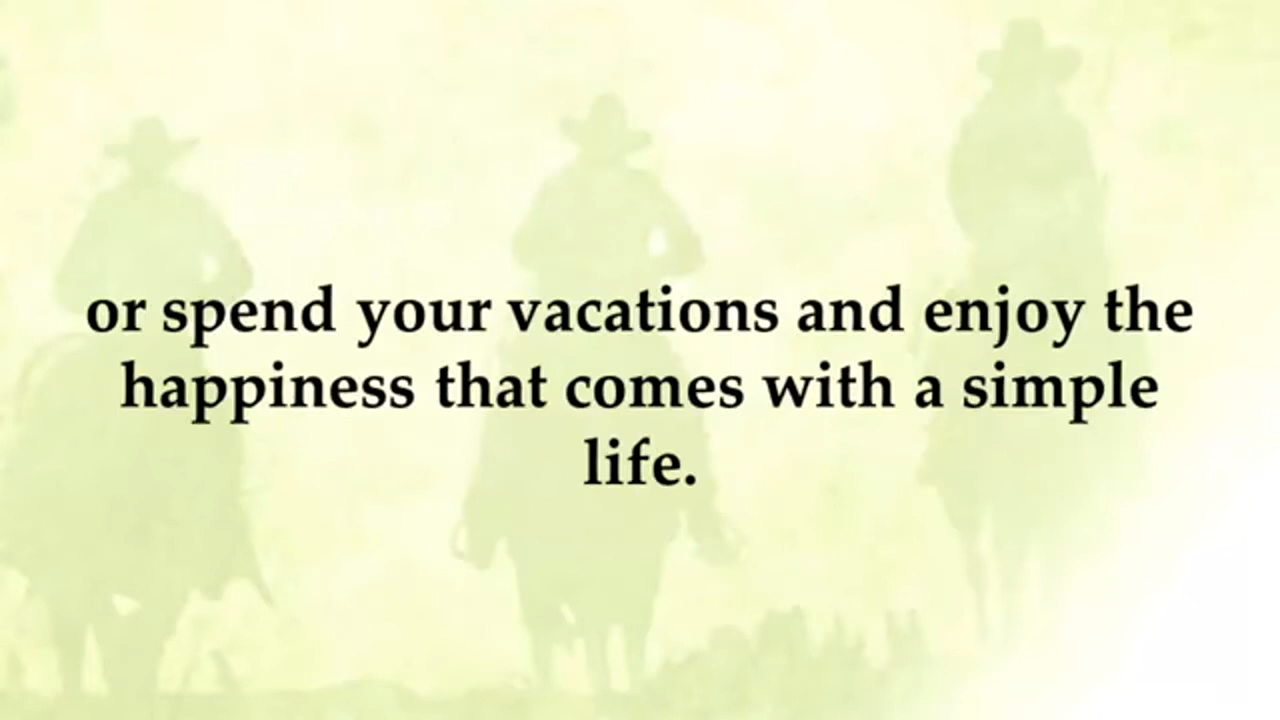 or spend your vacations and enjoy the
happiness that comes with a simple
life.